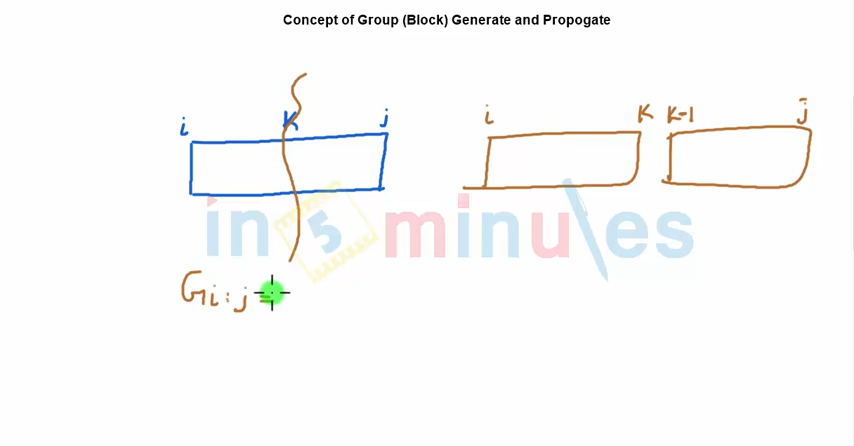 Concept of Group (Block) Generate and Propogate
i K j
i K K-1 j
in 5 minutes
Gi:j =